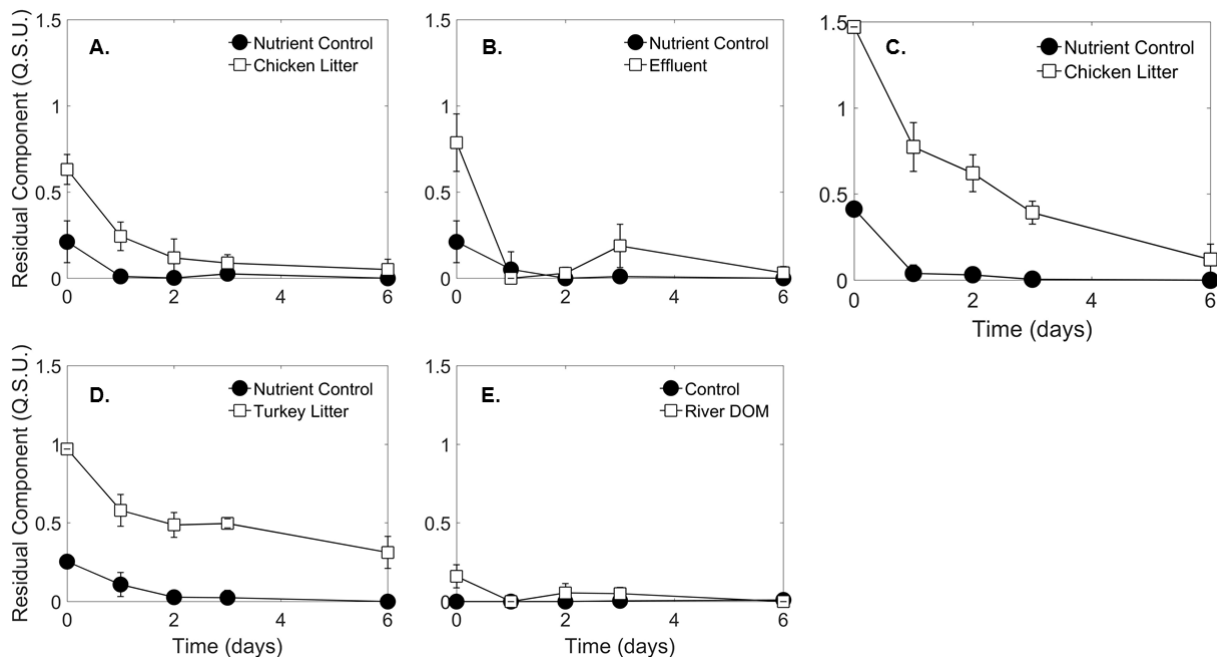 A.
Nutrient Control
Chicken Litter
Residual Component (Q.S.U.)
1.5
1
0.5
0
0
2
4
6
B.
Nutrient Control
Effluent
1.5
1
0.5
0
0
2
4
6
C.
Nutrient Control
Chicken Litter
1.5
1
0.5
0
0
2
4
6
Time (days)
D.
Nutrient Control
Turkey Litter
Residual Component (Q.S.U.)
1.5
1
0.5
0
0
2
4
6
Time (days)
E.
Control
River DOM
1.5
1
0.5
0
0
2
4
6
Time (days)